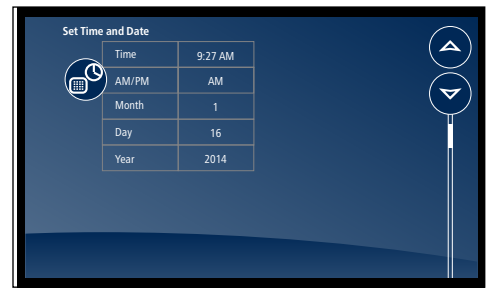 Set Time and Date
Time 9:27 AM
AM/PM AM
Month 1
Day 16
Year 2014